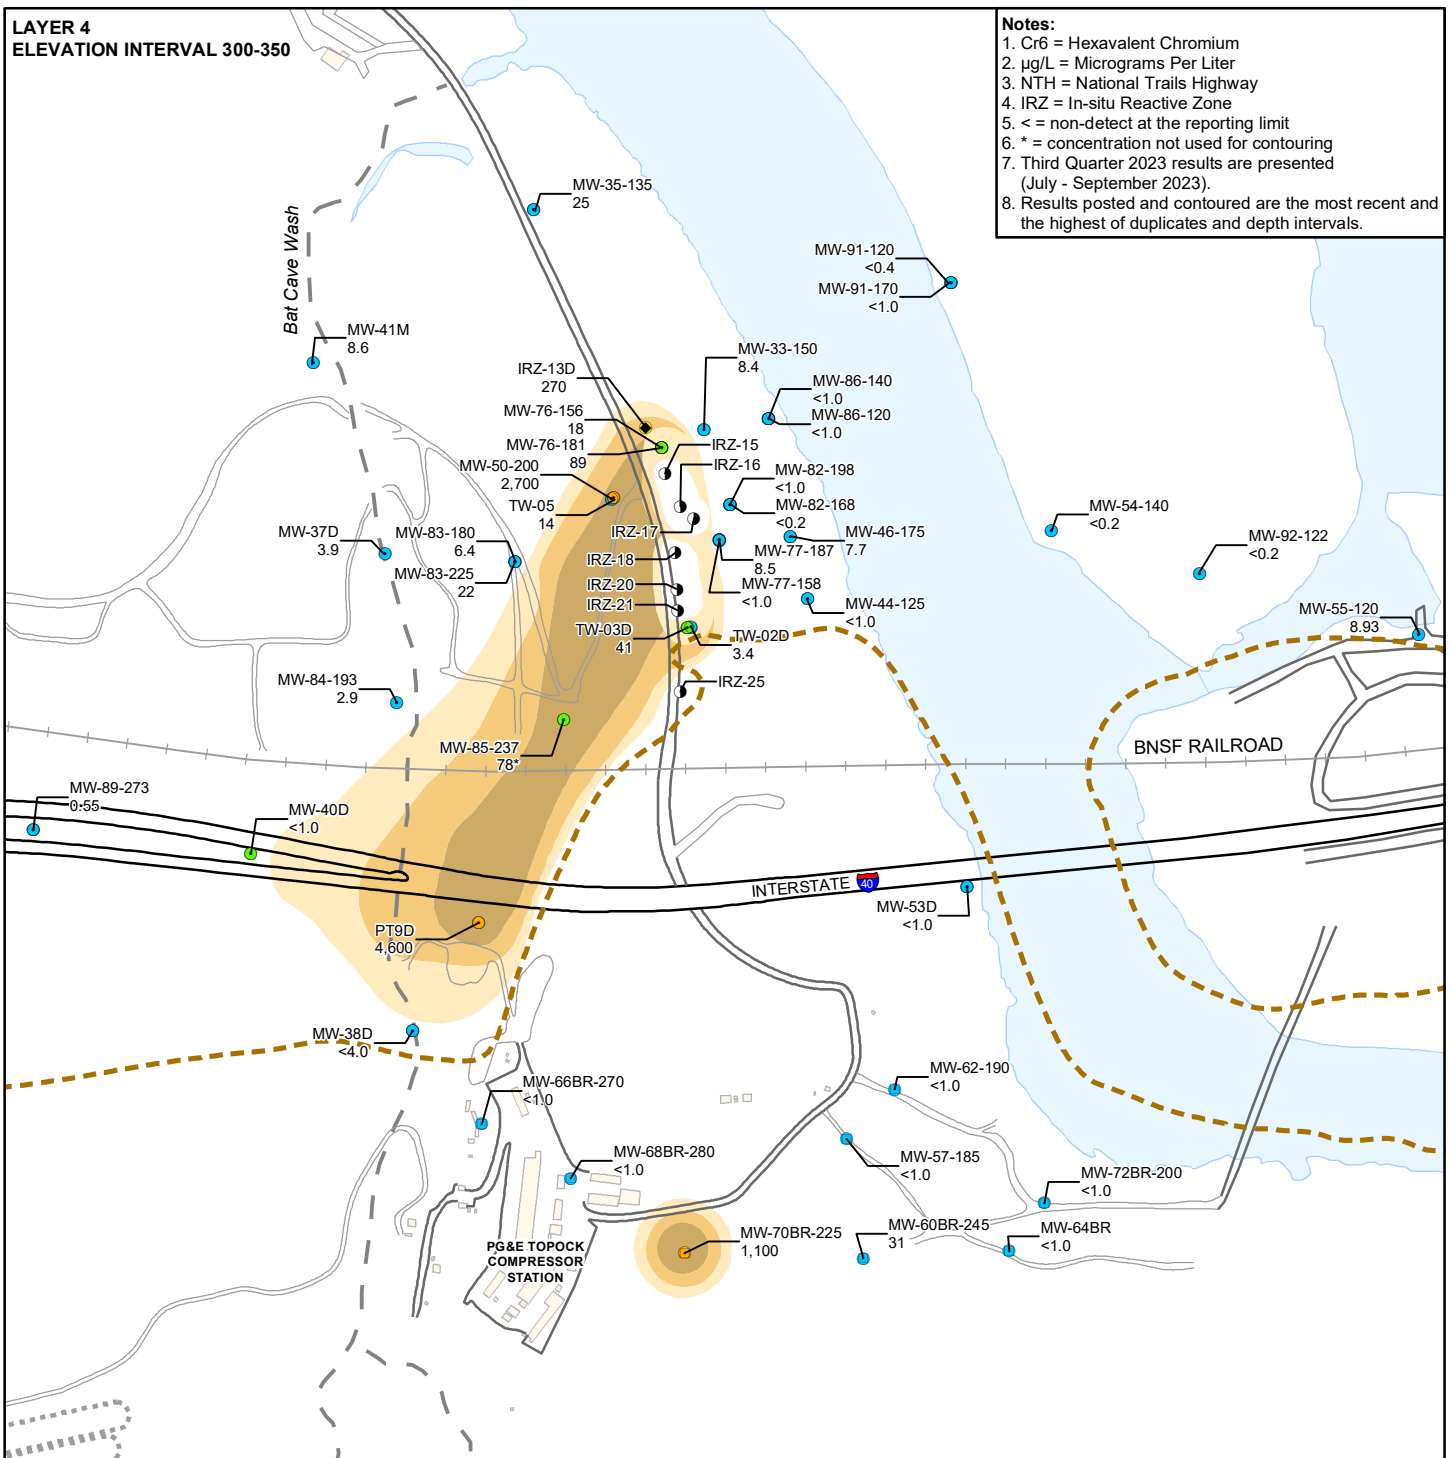 LAYER 4
ELEVATION INTERVAL 300-350
Notes:
1. Cr6 = Hexavalent Chromium
2. µg/L = Micrograms Per Liter
3. NTH = National Trails Highway
4. IRZ = In-situ Reactive Zone
5. < = non-detect at the reporting limit
6. * = concentration not used for contouring
7. Third Quarter 2023 results are presented
(July - September 2023).
8. Results posted and contoured are the most recent and
the highest of duplicates and depth intervals.
MW-35-135
25
Bat Cave Wash
MW-91-120
<0.4
MW-91-170
<1.0
MW-41M
8.6
MW-33-150
8.4
IRZ-13D
270
MW-86-140
<1.0
MW-86-120
<1.0
MW-76-156
18
MW-76-181
89
IRZ-15
IRZ-16
MW-50-200
2,700
TW-05
14
MW-82-198
<1.0
MW-82-168
<0.2
IRZ-17
MW-54-140
<0.2
MW-37D
3.9
MW-83-180
6.4
MW-83-225
22
MW-46-175
7.7
MW-92-122
<0.2
IRZ-18
MW-77-187
8.5
MW-77-158
<1.0
IRZ-20
IRZ-21
MW-44-125
<1.0
MW-55-120
8.93
TW-03D
41
TW-02D
3.4
MW-84-193
2.9
IRZ-25
MW-85-237
78*
BNSF RAILROAD
MW-89-273
0.55
MW-40D
<1.0
INTERSTATE 40
MW-53D
<1.0
PT9D
4,600
MW-38D
<4.0
MW-66BR-270
<1.0
MW-62-190
<1.0
MW-68BR-280
<1.0
MW-57-185
<1.0
MW-72BR-200
<1.0
MW-70BR-225
1,100
MW-60BR-245
31
MW-64BR
<1.0
PG&E TOPOCK
COMPRESSOR
STATION